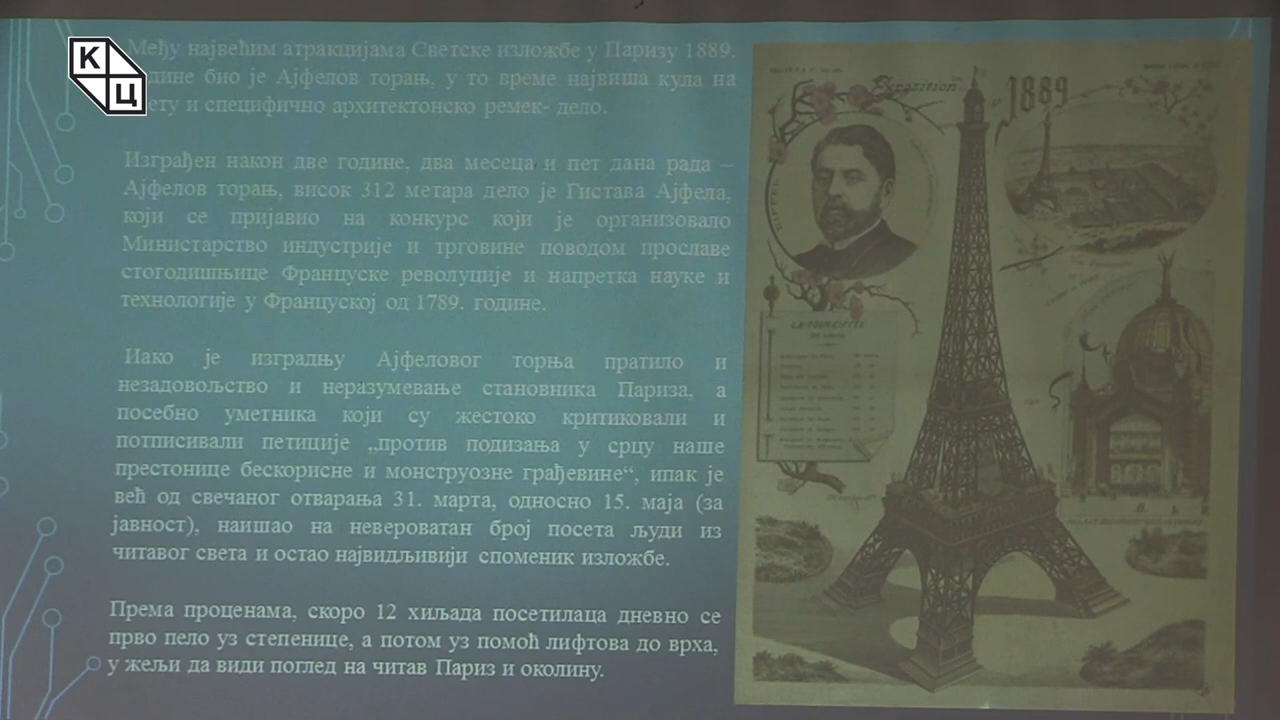 КЦ
Међу највећим атракцијама Светске изложбе у Паризу 1889.
године био је Ајфелов торањ, у то време највиша кула на
свету и специфично архитектонско ремек- дело.
Изграђен након две године, два месеца и пет дана рада –
Ајфелов торањ, висок 312 метара дело је Гистава Ајфела,
који се пријавио на конкурс који је организовало
Министарство индустрије и трговине поводом прославе
стогодишњице Француске револуције и напретка науке и
технологије у Француској од 1789. године.
Иако је изградњу Ајфеловог торња пратило и
незадовољство и неразумевање становника Париза, а
посебно уметника који су жестоко критиковали и
потписивали петиције „против подизања у срцу наше
престонице бескорисне и монструозне грађевине“, ипак је
већ од свечаног отварања 31. марта, односно 15. маја (за
јавност), наишао на невероватан број посета људи из
читавог света и остао највидљивији споменик изложбе.
Према проценама, скоро 12 хиљада посетилаца дневно се
прво пело уз степенице, а потом уз помоћ лифтова до врха,
у жељи да види поглед на читав Париз и околину.
Exposition 1889
EIFFEL
LA TOUR EIFFEL